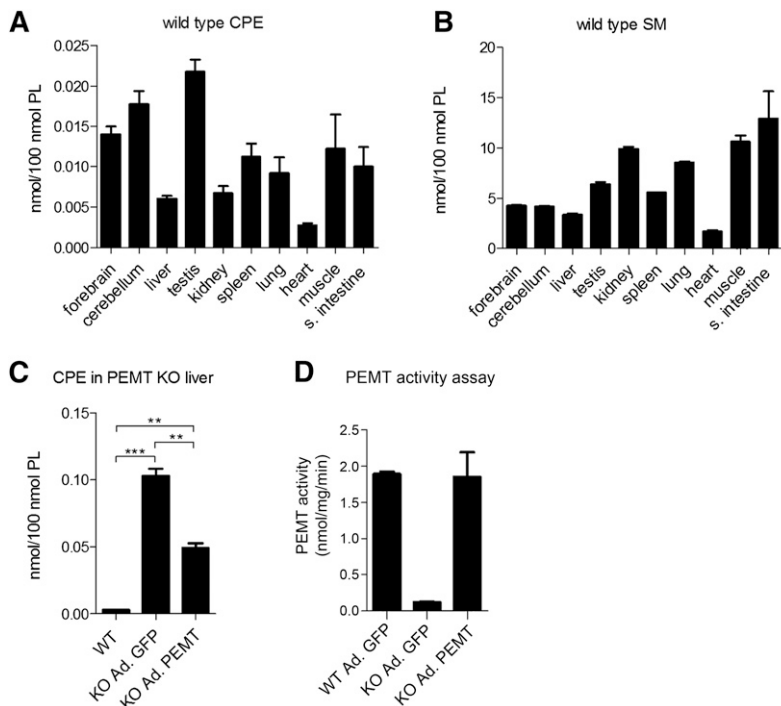 A
wild type CPE
nmol/100 nmol PL
0.025
0.020
0.015
0.010
0.005
0.000
forebrain
cerebellum
liver
testis
kidney
spleen
lung
heart
muscle
s. intestine
B
wild type SM
nmol/100 nmol PL
20
15
10
5
0
forebrain
cerebellum
liver
testis
kidney
spleen
lung
heart
muscle
s. intestine
C
CPE in PEMT KO liver
nmol/100 nmol PL
0.15
0.10
0.05
0.00
**
***
**
WT
KO Ad. GFP
KO Ad. PEMT
D
PEMT activity assay
PEMT activity
(nmol/mg/min)
2.5
2.0
1.5
1.0
0.5
0.0
WT Ad. GFP
KO Ad. GFP
KO Ad. PEMT